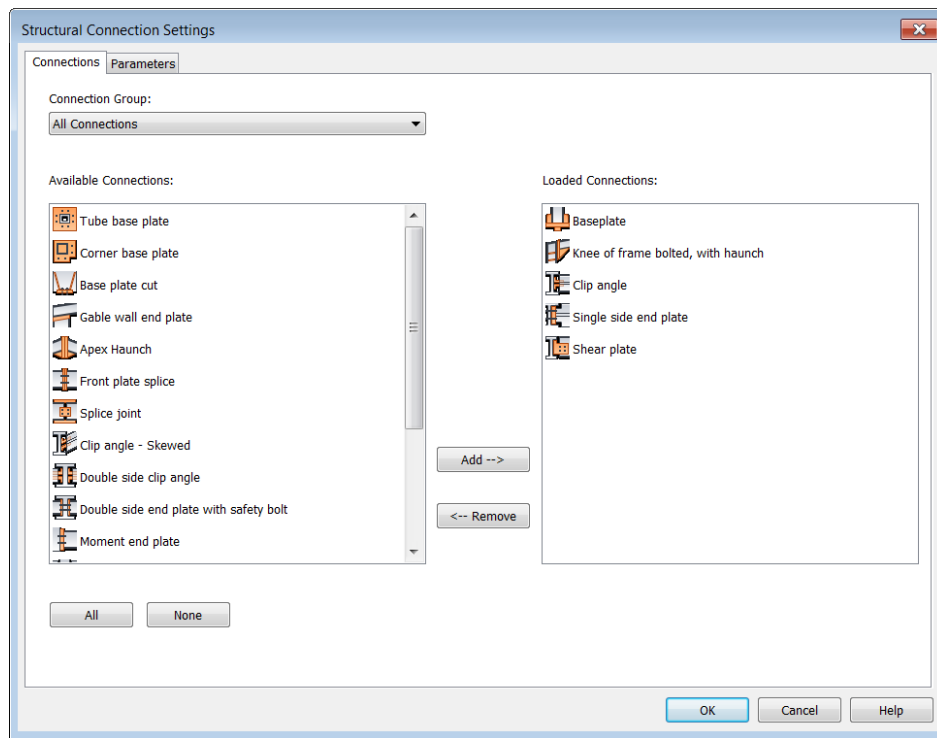 Structural Connection Settings
Connections
Parameters
Connection Group:
All Connections
Available Connections:
Tube base plate
Corner base plate
Base plate cut
Gable wall end plate
Apex Haunch
Front plate splice
Splice joint
Clip angle - Skewed
Double side clip angle
Double side end plate with safety bolt
Moment end plate
Add -->
<-- Remove
Loaded Connections:
Baseplate
Knee of frame bolted, with haunch
Clip angle
Single side end plate
Shear plate
All
None
OK
Cancel
Help